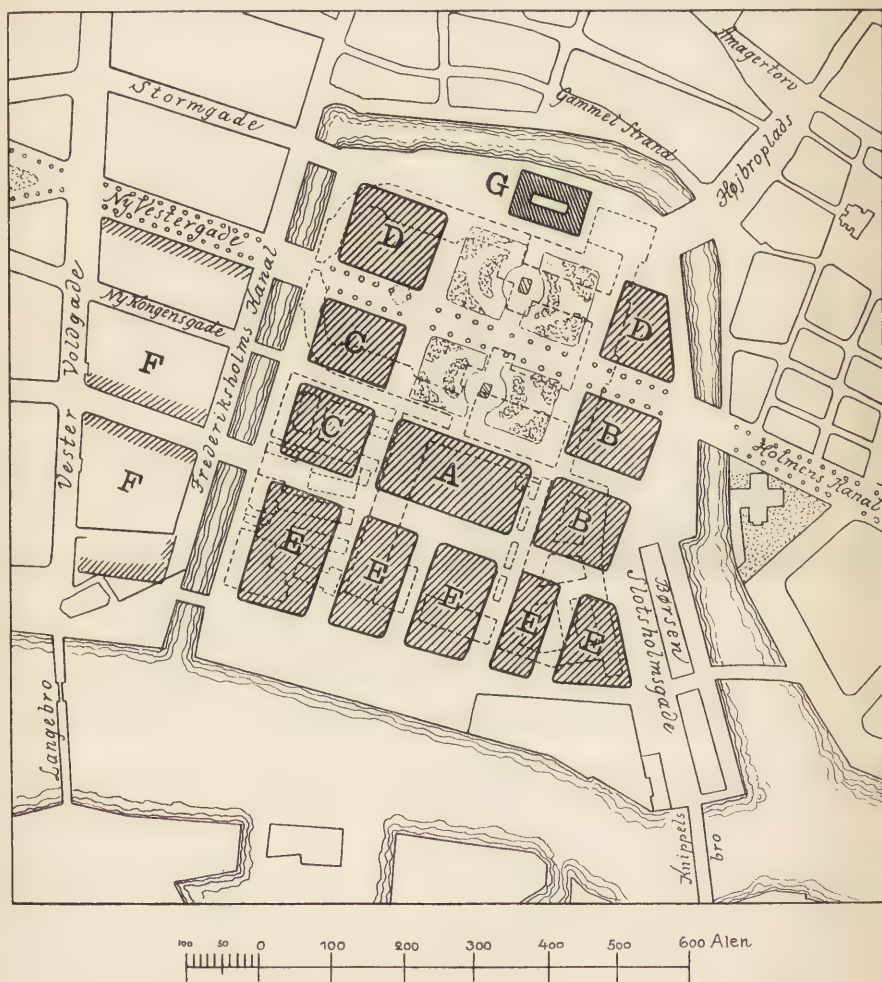 Amagertorv
Stormgade
Gammel Strand
Højbroplads
G
Ny Vestergade
D
D
Frederiksholms Kanal
Ny Kongensgade
Vester Voldgade
F
C
C
B
A
Holmens Kanal
F
B
E
E
E
E
E
Børsen
Slotsholmsgade
Langebro
Knippels
bro
100 50 0 100 200 300 400 500 600 Alen